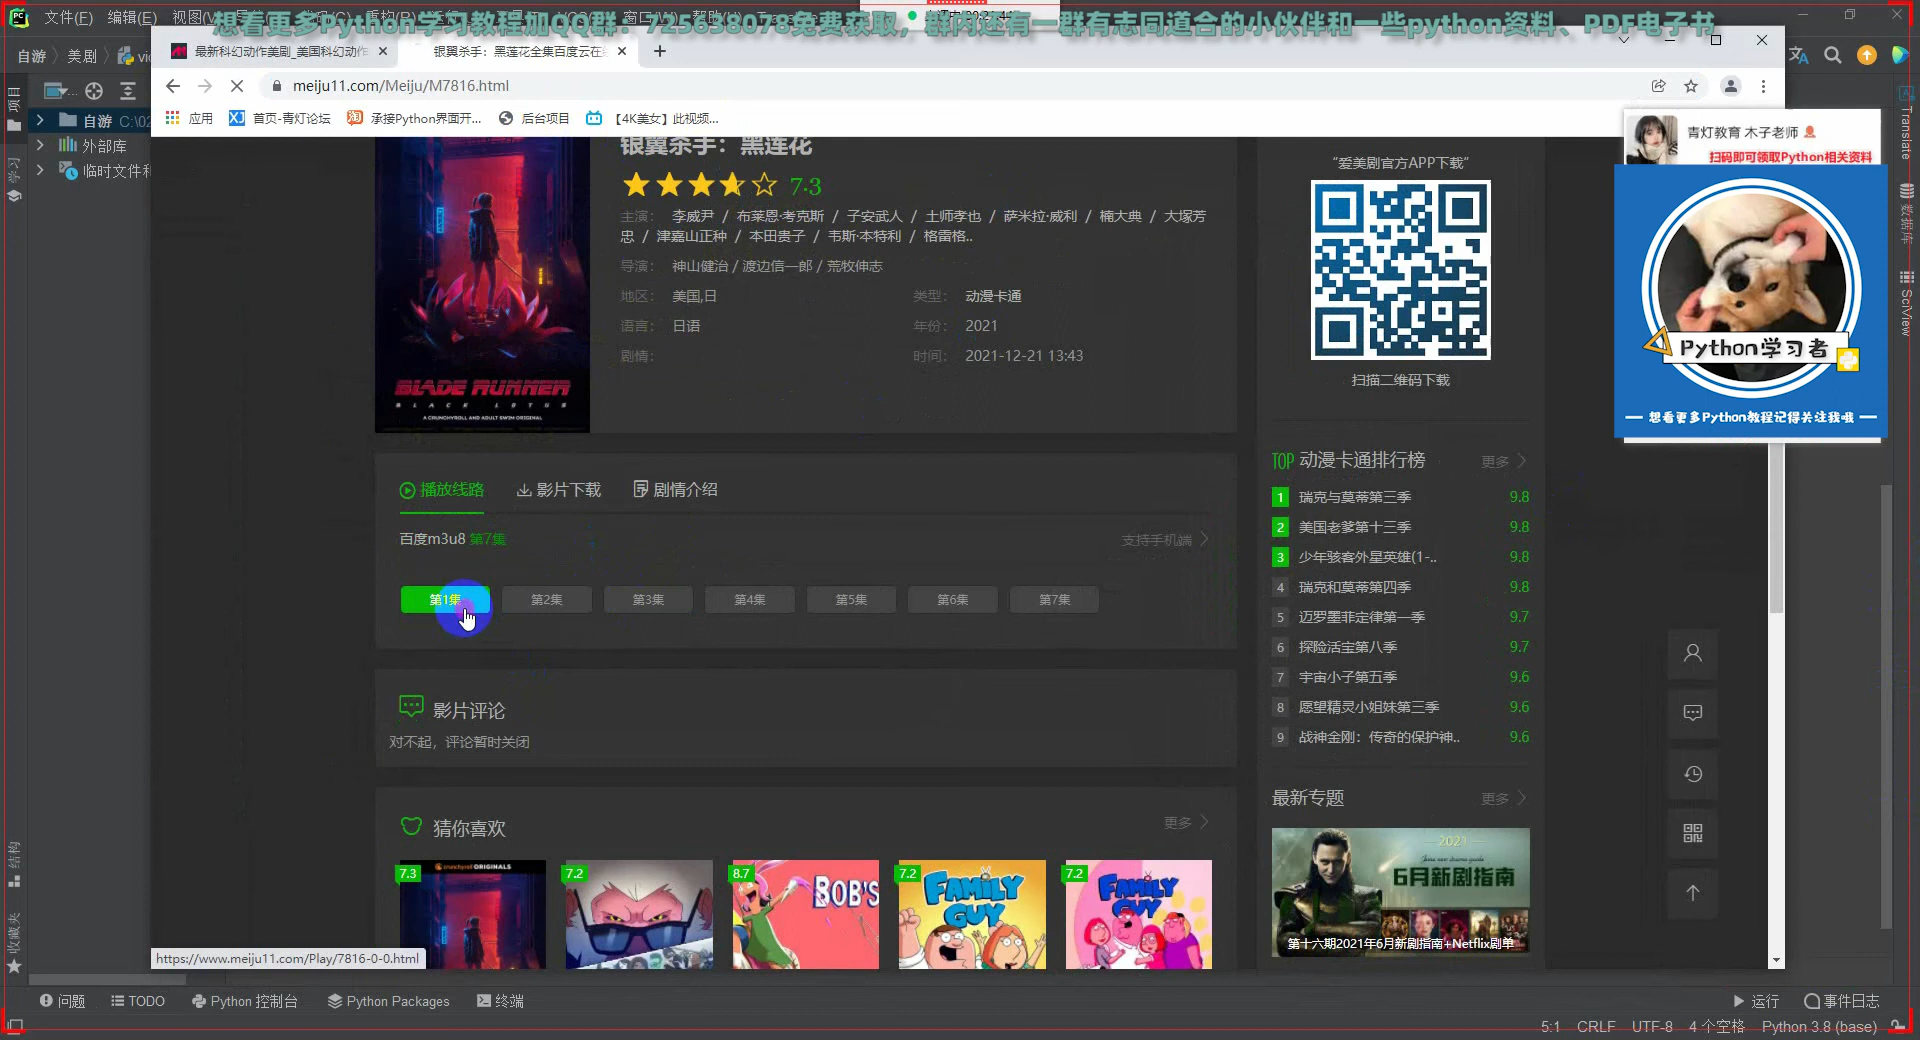 文件(F) 编辑(E)
想看更多Python学习教程加QQ群：725638078免费获取，群内还有一群有志同道合的小伙伴和一些python资料、PDF电子书
自游 美剧
最新科幻动作美剧_美国科幻动作
银翼杀手：黑莲花全集百度云在
meiju11.com/Meiju/M7816.html
应用 首页-青灯论坛 承接Python界面开... 后台项目 【4K美女】此视频...
项目
自游 C:\02
外部库
临时文件和
学习
结构
收藏夹
Translate
数据库
SciView
青灯教育 木子老师
扫码即可领取Python相关资料
Python学习者
想看更多Python教程记得关注我哦
银翼杀手：黑莲花
7.3
主演： 李威尹 / 布莱恩·考克斯 / 子安武人 / 土师孝也 / 萨米拉·威利 / 楠大典 / 大塚芳
忠 / 津嘉山正种 / 本田贵子 / 韦斯·本特利 / 格雷格..
导演： 神山健治 / 渡边信一郎 / 荒牧伸志
地区： 美国,日 类型： 动漫卡通
语言： 日语 年份： 2021
剧情： 时间： 2021-12-21 13:43
BLADE RUNNER
BLACK LOTUS
A CRUNCHYROLL AND ADULT SWIM ORIGINAL
“爱美剧官方APP下载”
扫描二维码下载
播放线路 影片下载 剧情介绍
百度m3u8 第7集 支持手机端
第1集 第2集 第3集 第4集 第5集 第6集 第7集
影片评论
对不起，评论暂时关闭
猜你喜欢 更多
7.3 crunchyroll ORIGINALS
7.2
8.7 BOB'S
7.2 FAMILY GUY
7.2 FAMILY GUY
TOP 动漫卡通排行榜 更多
1 瑞克与莫蒂第三季 9.8
2 美国老爹第十三季 9.8
3 少年骇客外星英雄(1-.. 9.8
4 瑞克和莫蒂第四季 9.8
5 迈罗墨菲定律第一季 9.7
6 探险活宝第八季 9.7
7 宇宙小子第五季 9.6
8 愿望精灵小姐妹第三季 9.6
9 战神金刚：传奇的保护神.. 9.6
最新专题 更多
2021
6月新剧指南
第十六期2021年6月新剧指南+Netflix剧单
https://www.meiju11.com/Play/7816-0-0.html
问题 TODO Python 控制台 Python Packages 终端 运行 事件日志
5:1 CRLF UTF-8 4 个空格 Python 3.8 (base)